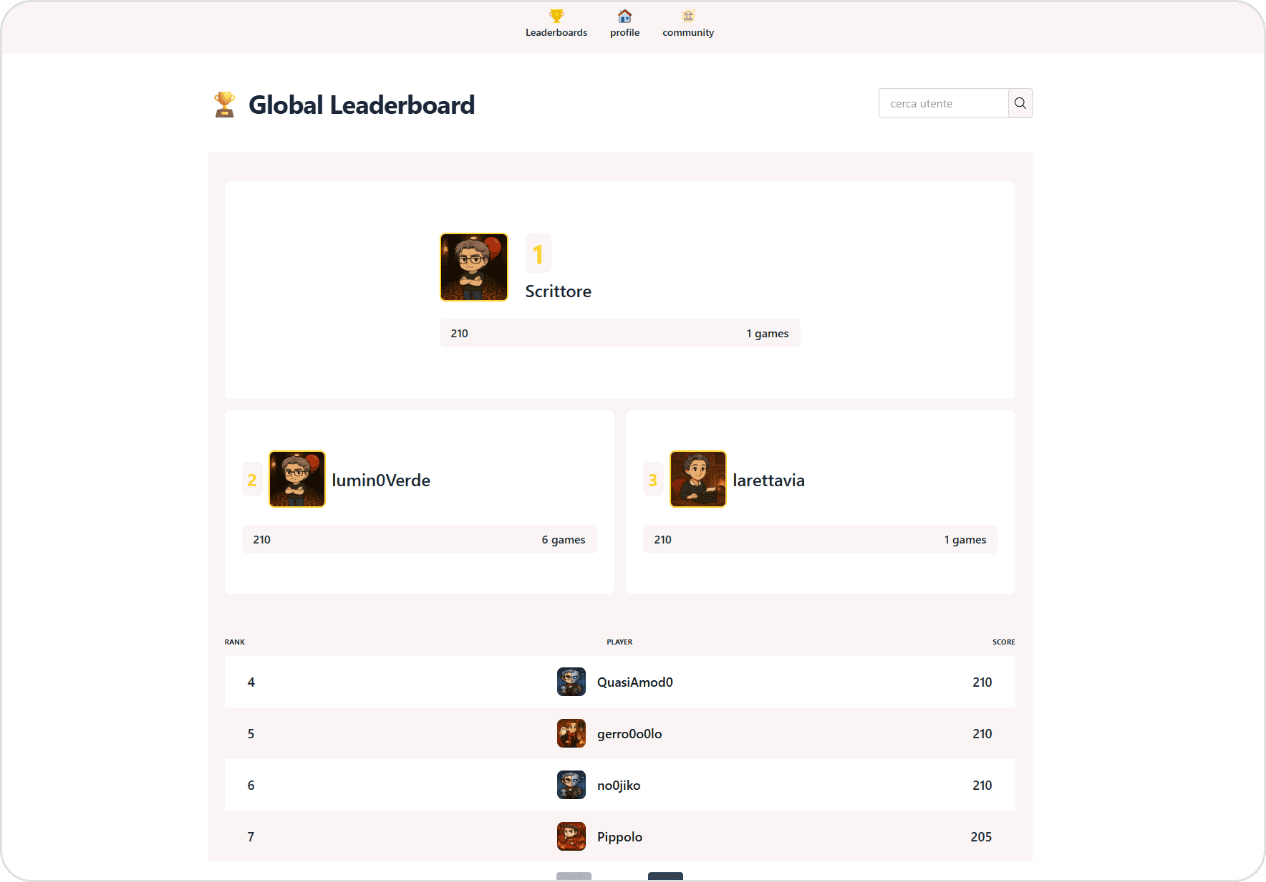 Leaderboards profile community
Global Leaderboard
cerca utente
1
Scrittore
210 1 games
2 lumin0Verde
210 6 games
3 larettavia
210 1 games
RANK PLAYER SCORE
4 QuasiAmod0 210
5 gerro0o0lo 210
6 no0jiko 210
7 Pippolo 205